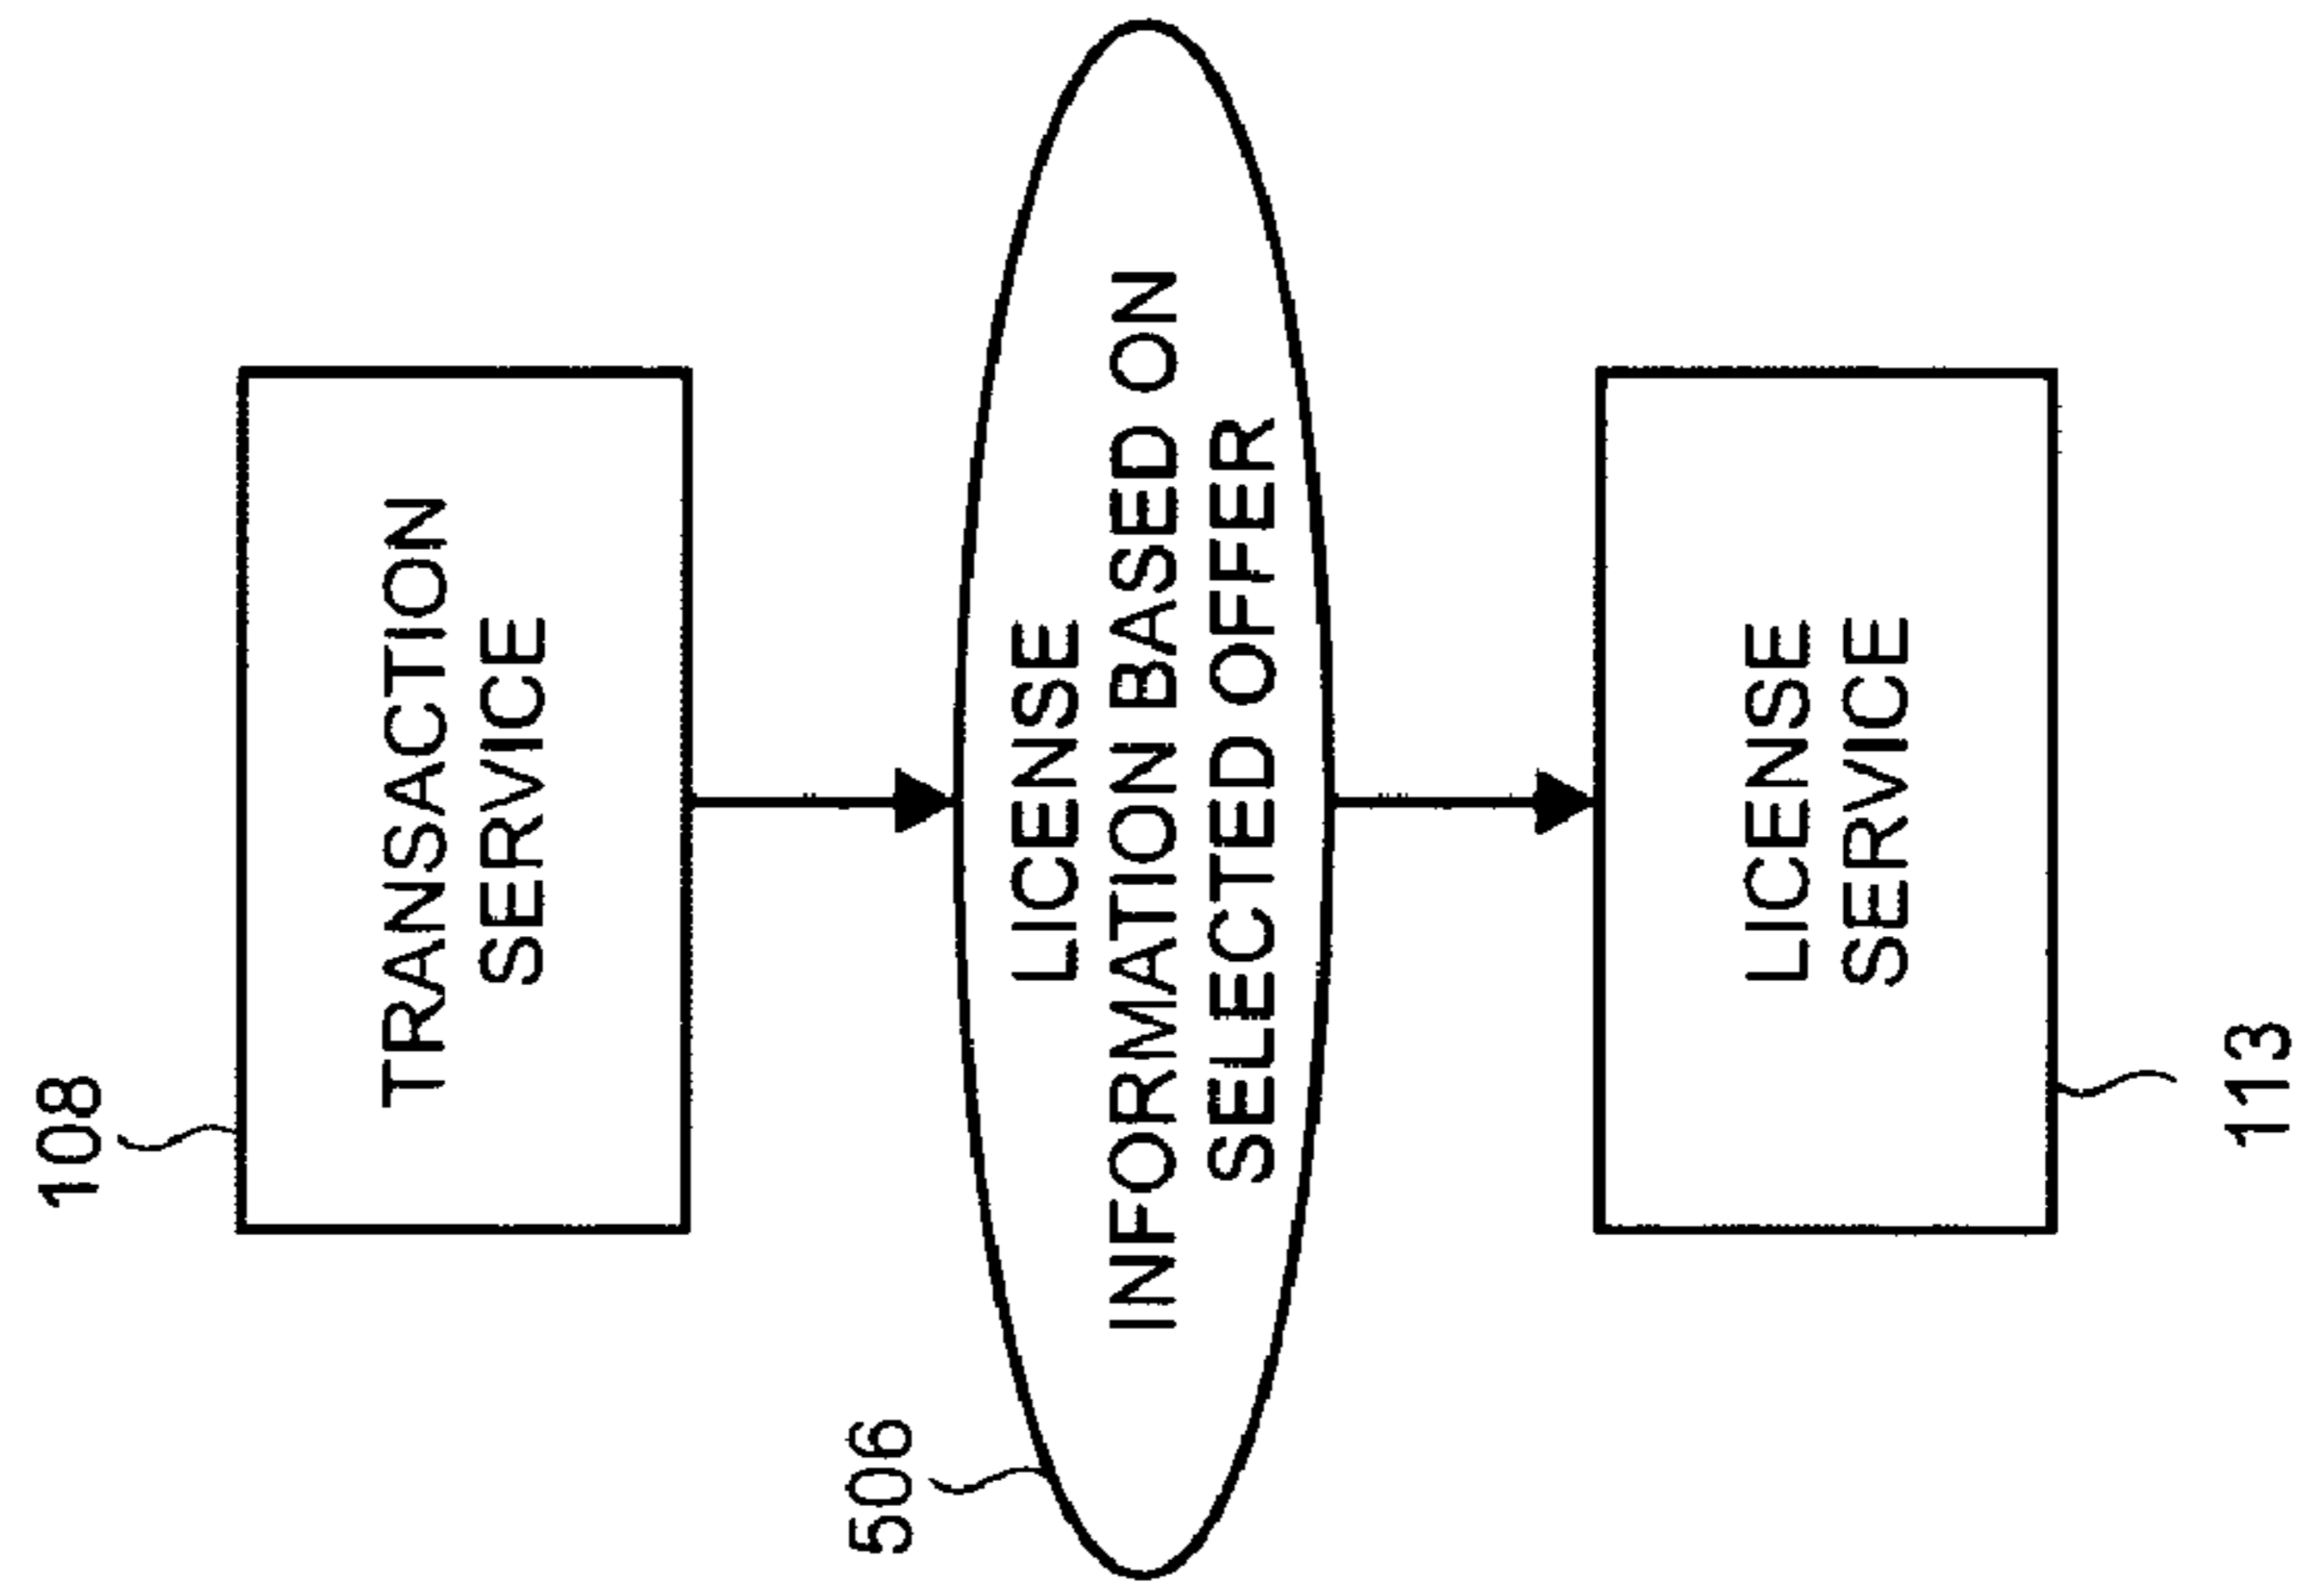 108
TRANSACTION
SERVICE
506
LICENSE
INFORMATION BASED ON
SELECTED OFFER
LICENSE
SERVICE
113